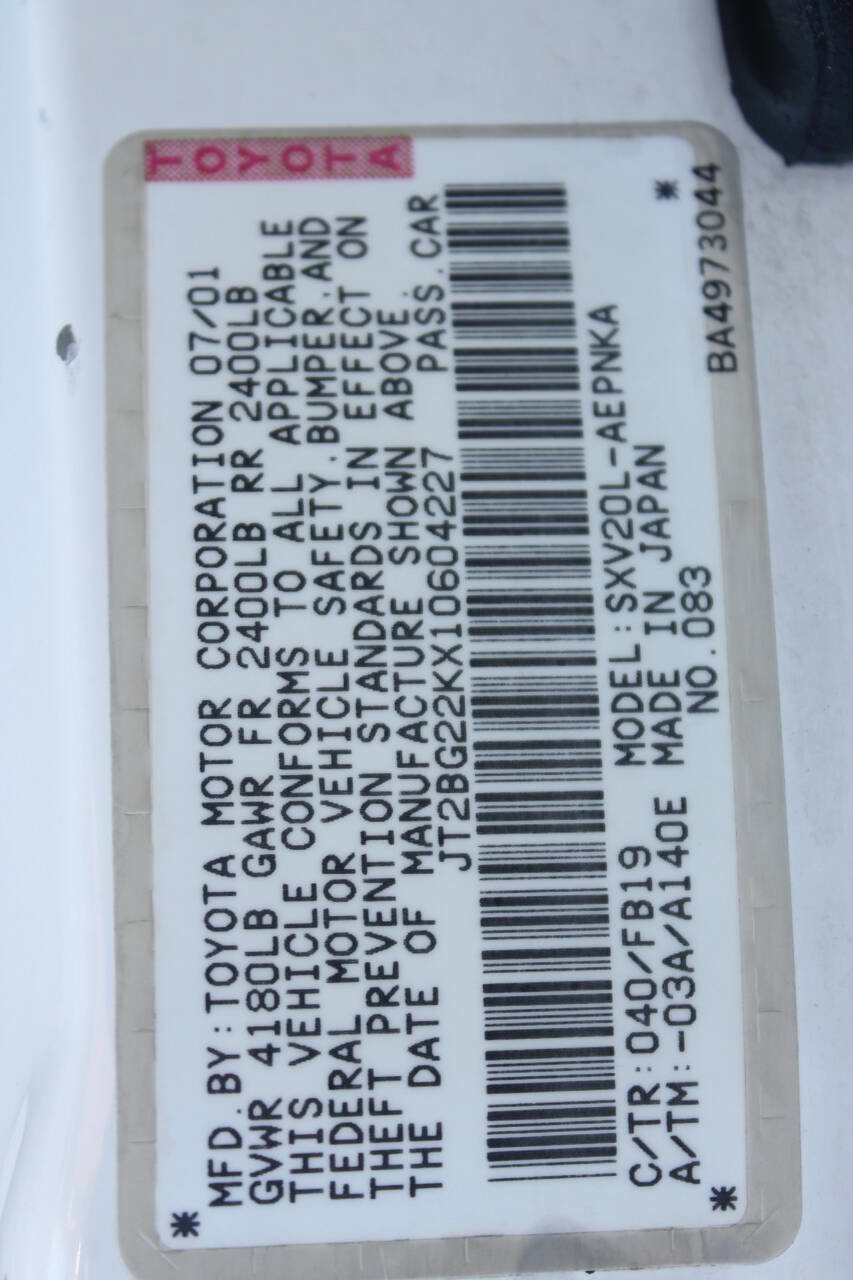 TOYOTA
MFD.BY:TOYOTA MOTOR CORPORATION 07/01
GVWR 4180LB GAWR FR 2400LB RR 2400LB
THIS VEHICLE CONFORMS TO ALL APPLICABLE
FEDERAL MOTOR VEHICLE SAFETY.BUMPER.AND
THEFT PREVENTION STANDARDS IN EFFECT ON
THE DATE OF MANUFACTURE SHOWN ABOVE.
JT2BG22KX10604227 PASS.CAR
C/TR:040/FB19 MODEL:SXV20L-AEPNKA
A/TM:-03A/A140E MADE IN JAPAN
NO.083
BA4973044